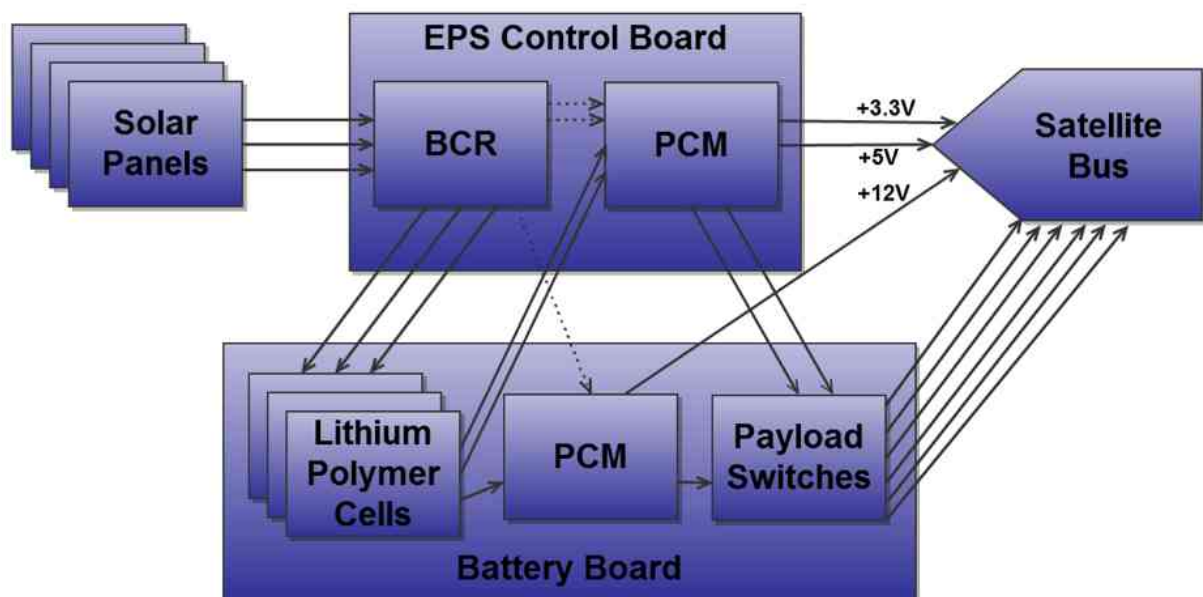 EPS Control Board
Solar
Panels
BCR
PCM
+3.3V
+5V
+12V
Satellite
Bus
Lithium
Polymer
Cells
PCM
Payload
Switches
Battery Board